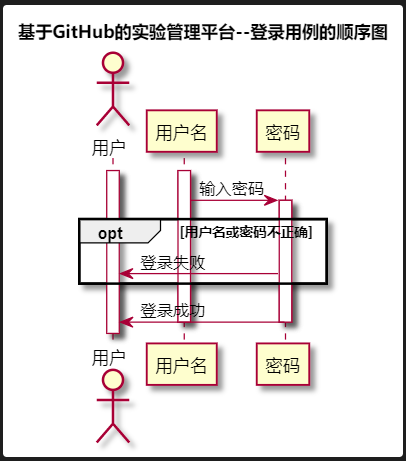 基于GitHub的实验管理平台--登录用例的顺序图
用户
用户名
密码
输入密码
opt
[用户名或密码不正确]
登录失败
登录成功
用户
用户名
密码